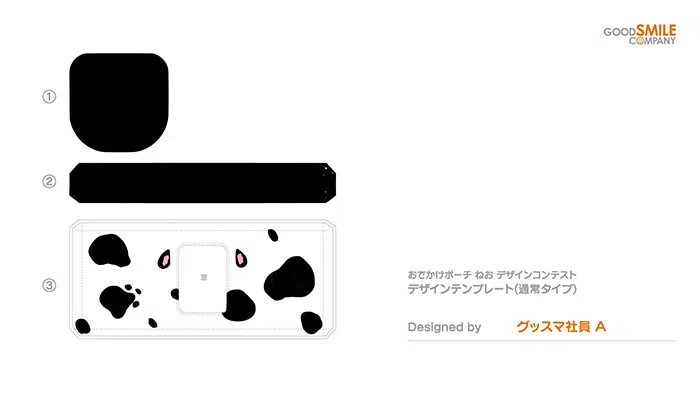 GOODSMILE
COMPANY
①
②
③
おでかけポーチ ねお デザインコンテスト
デザインテンプレート(通常タイプ)
Designed by グッスマ社員 A